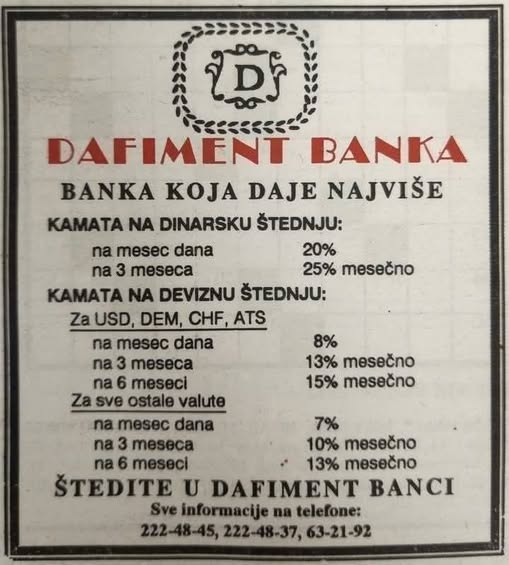 D
DAFIMENT BANKA
BANKA KOJA DAJE NAJVIŠE
KAMATA NA DINARSKU ŠTEDNJU:
na mesec dana 20%
na 3 meseca 25% mesečno
KAMATA NA DEVIZNU ŠTEDNJU:
Za USD, DEM, CHF, ATS
na mesec dana 8%
na 3 meseca 13% mesečno
na 6 meseci 15% mesečno
Za sve ostale valute
na mesec dana 7%
na 3 meseca 10% mesečno
na 6 meseci 13% mesečno
ŠTEDITE U DAFIMENT BANCI
Sve informacije na telefone:
222-48-45, 222-48-37, 63-21-92